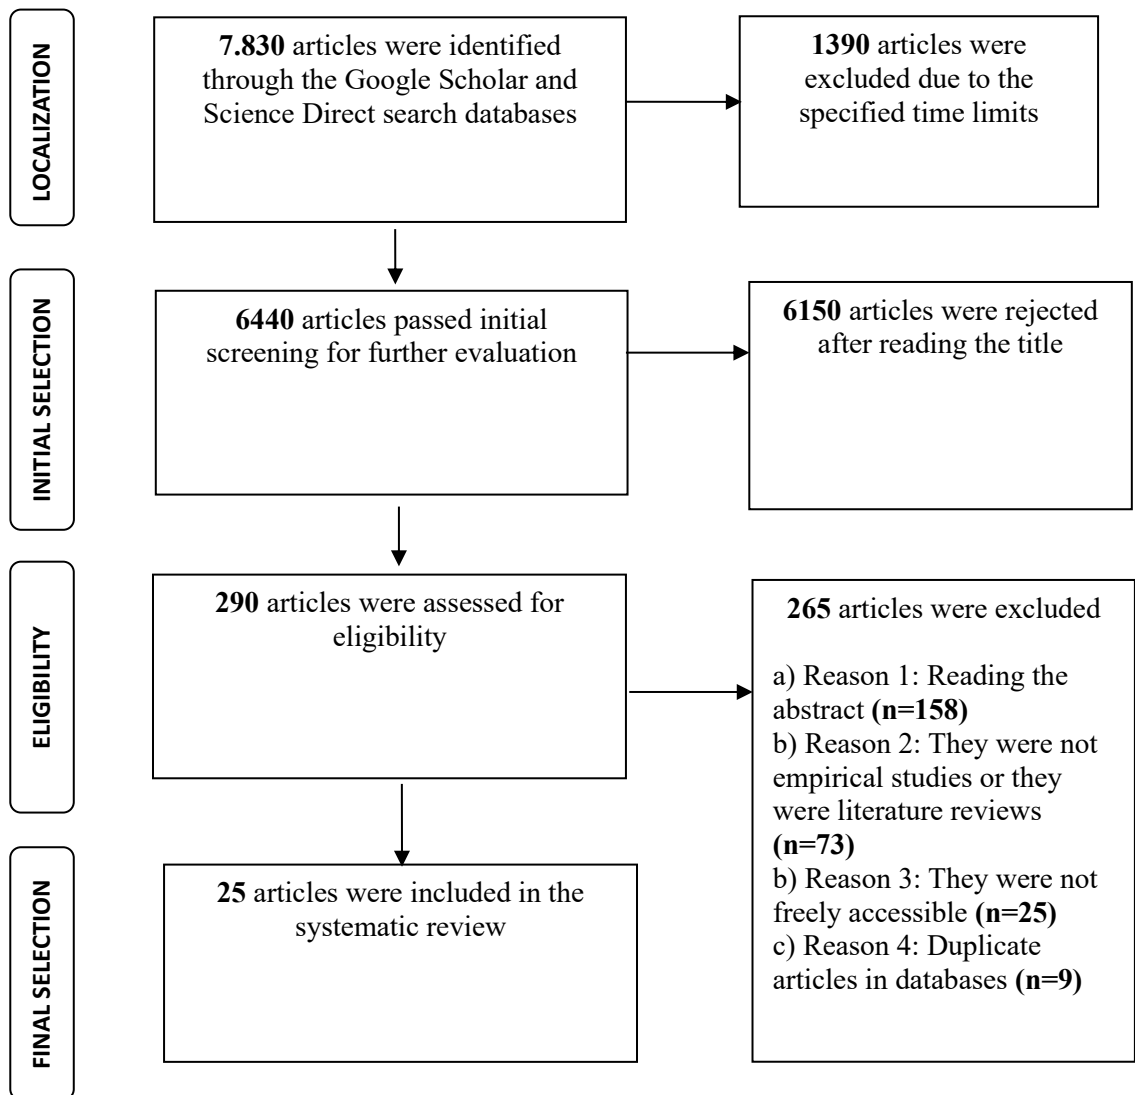 LOCALIZATION
7.830 articles were identified
through the Google Scholar and
Science Direct search databases
1390 articles were
excluded due to the
specified time limits
INITIAL SELECTION
6440 articles passed initial
screening for further evaluation
6150 articles were rejected
after reading the title
ELIGIBILITY
290 articles were assessed for
eligibility
265 articles were excluded
a) Reason 1: Reading the
abstract (n=158)
b) Reason 2: They were not
empirical studies or they
were literature reviews
(n=73)
b) Reason 3: They were not
freely accessible (n=25)
c) Reason 4: Duplicate
articles in databases (n=9)
FINAL SELECTION
25 articles were included in the
systematic review